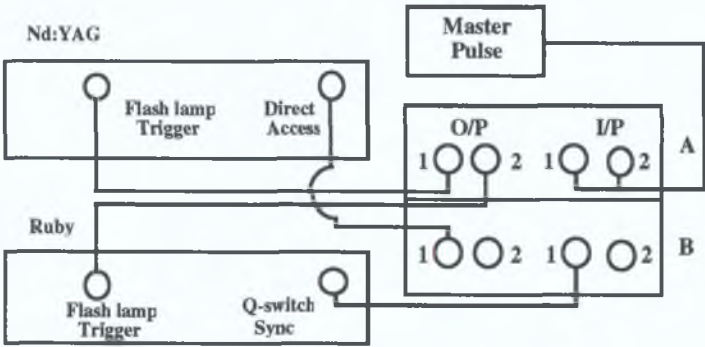 Nd:YAG
Master
Pulse
Flash lamp
Trigger
Direct
Access
O/P
I/P
1
2
1
2
A
Ruby
1
2
1
2
B
Flash lamp
Trigger
Q-switch
Sync